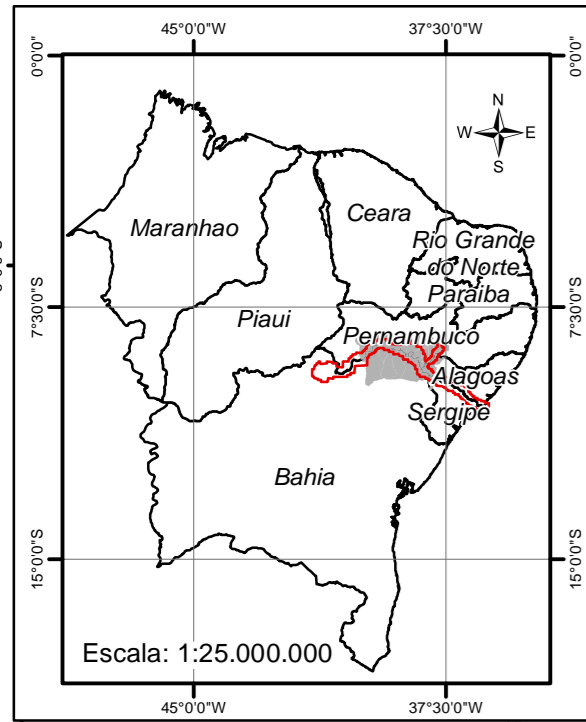 45°0'0"W
37°30'0"W
0°0'0"
0°0'0"
N
W
E
S
Maranhao
Ceara
Rio Grande
do Norte
Paraiba
7°30'0"S
7°30'0"S
Piaui
Pernambuco
Alagoas
Sergipe
Bahia
15°0'0"S
15°0'0"S
Escala: 1:25.000.000
45°0'0"W
37°30'0"W